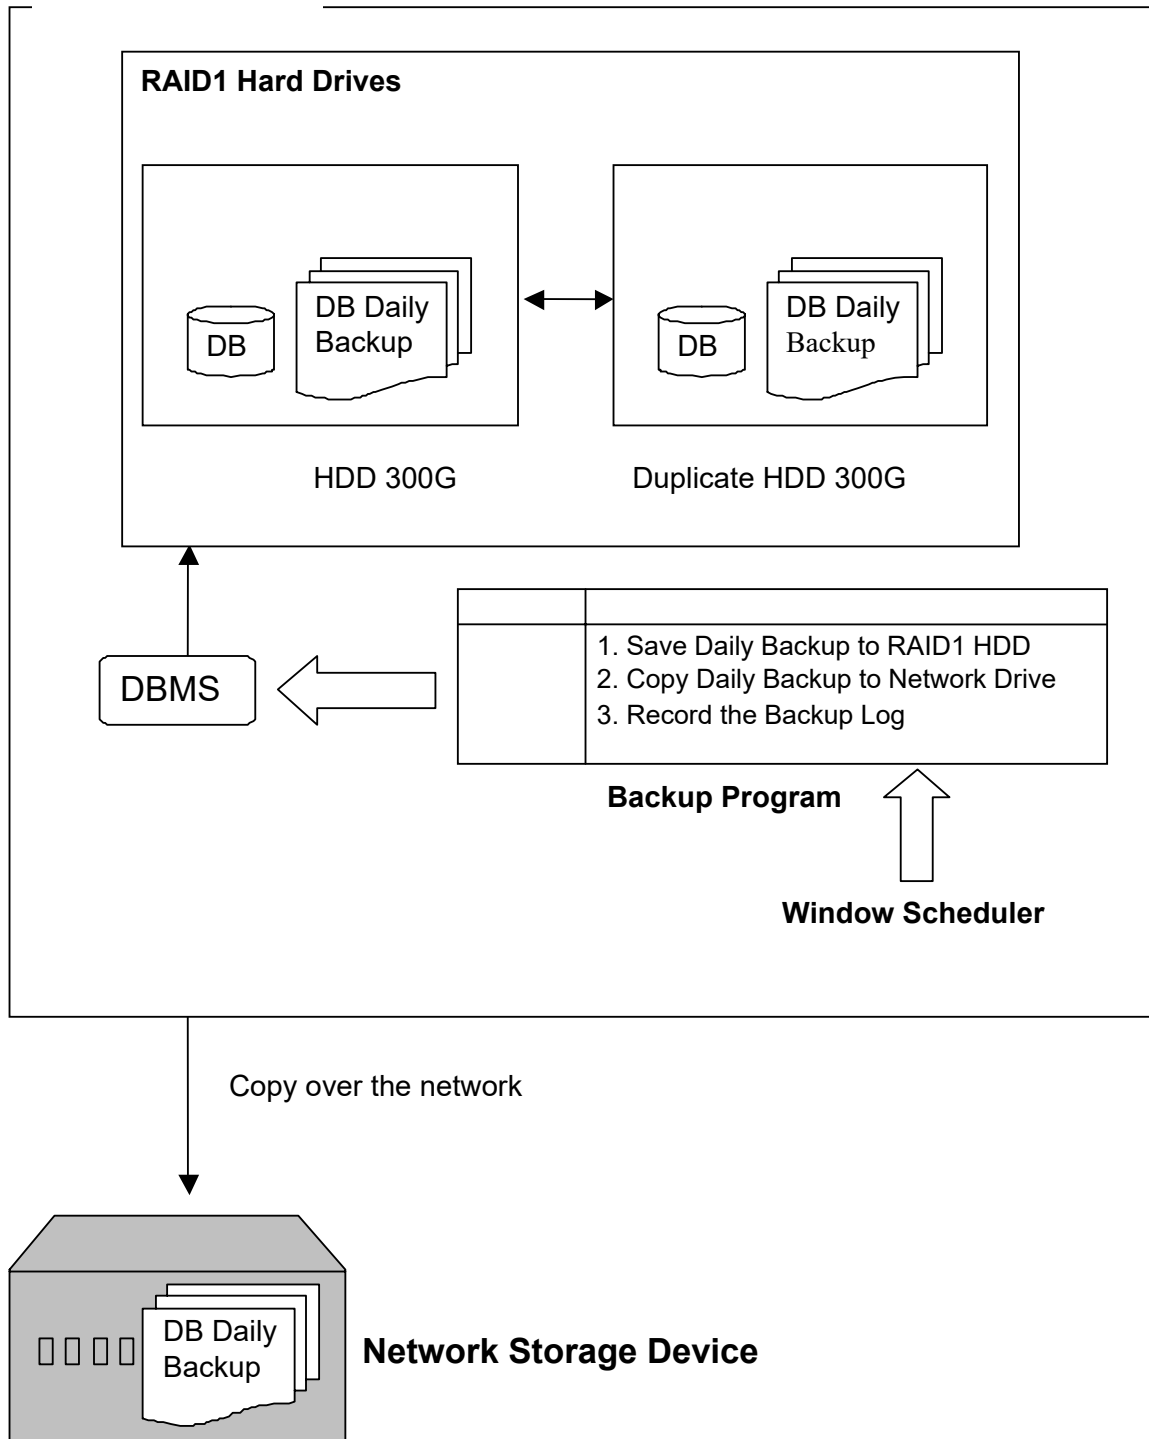 RAID1 Hard Drives
DB
DB Daily
Backup
DB
DB Daily
Backup
HDD 300G
Duplicate HDD 300G
DBMS
1. Save Daily Backup to RAID1 HDD
2. Copy Daily Backup to Network Drive
3. Record the Backup Log
Backup Program
Window Scheduler
Copy over the network
DB Daily
Backup
Network Storage Device